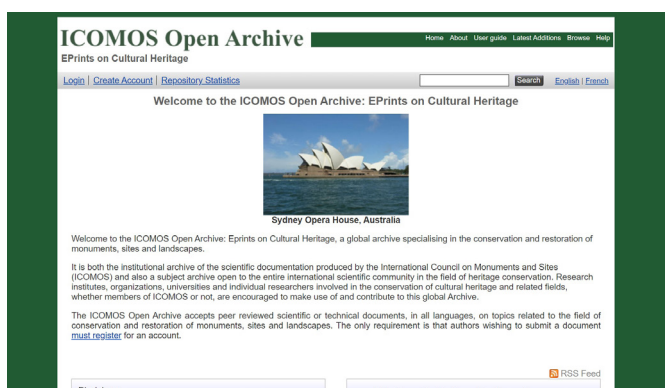 ICOMOS Open Archive
Home About User guide Latest Additions Browse Help
EPrints on Cultural Heritage
Login | Create Account | Repository Statistics
Search
English | French
Welcome to the ICOMOS Open Archive: EPrints on Cultural Heritage
Sydney Opera House, Australia
Welcome to the ICOMOS Open Archive: Eprints on Cultural Heritage, a global archive specialising in the conservation and restoration of
monuments, sites and landscapes.
It is both the institutional archive of the scientific documentation produced by the International Council on Monuments and Sites
(ICOMOS) and also a subject archive open to the entire international scientific community in the field of heritage conservation. Research
institutes, organizations, universities and individual researchers involved in the conservation of cultural heritage and related fields,
whether members of ICOMOS or not, are encouraged to make use of and contribute to this global Archive.
The ICOMOS Open Archive accepts peer reviewed scientific or technical documents, in all languages, on topics related to the field of
conservation and restoration of monuments, sites and landscapes. The only requirement is that authors wishing to submit a document
must register for an account.
RSS Feed